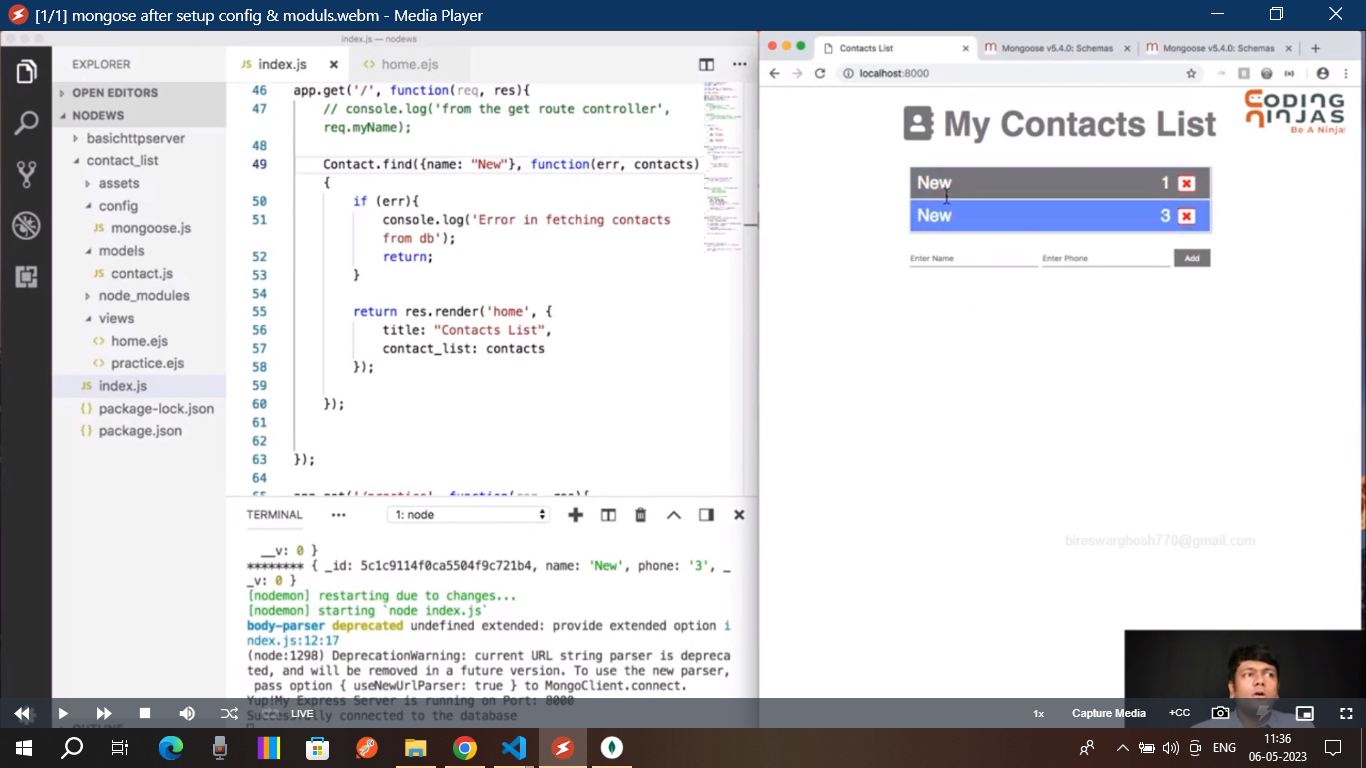 [1/1] mongose after setup config & moduls.webm - Media Player
index.js — nodews
EXPLORER
OPEN EDITORS
NODEWS
basichttpserver
contact_list
assets
config
JS mongoose.js
models
JS contact.js
node_modules
views
<> home.ejs
<> practice.ejs
JS index.js
{} package-lock.json
{} package.json
JS index.js
<> home.ejs
46 app.get('/', function(req, res){
47 // console.log('from the get route controller',
req.myName);
48
49 Contact.find({name: "New"}, function(err, contacts)
{
50 if (err){
51 console.log('Error in fetching contacts
from db');
52 return;
53 }
54
55 return res.render('home', {
56 title: "Contacts List",
57 contact_list: contacts
58 });
59
60 });
61
62
63 });
64
TERMINAL
1: node
__v: 0 }
******** { _id: 5c1c9114f0ca5504f9c721b4, name: 'New', phone: '3', _
_v: 0 }
[nodemon] restarting due to changes...
[nodemon] starting `node index.js`
body-parser deprecated undefined extended: provide extended option i
ndex.js:12:17
(node:1298) DeprecationWarning: current URL string parser is depreca
ted, and will be removed in a future version. To use the new parser,
pass option { useNewUrlParser: true } to MongoClient.connect.
Yup!My Express Server is running on Port: 8000
Successfully connected to the database
Contacts List
Mongoose v5.4.0: Schemas
Mongoose v5.4.0: Schemas
localhost:8000
My Contacts List
CODING
NINJAS
Be A Ninja!
New 1
New 3
Enter Name
Enter Phone
Add
bireswarghosh770@gmail.com
LIVE
1x
Capture Media
+CC
ENG
11:36
06-05-2023